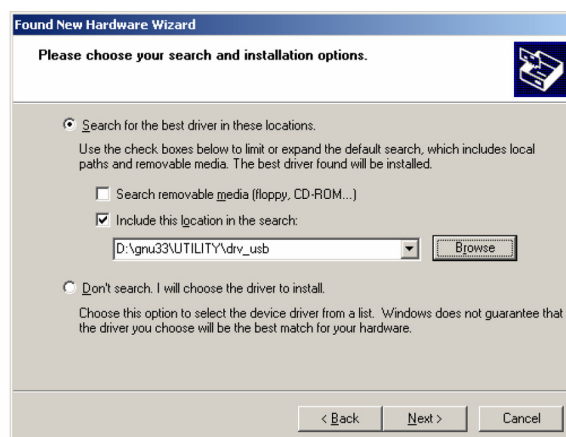 Found New Hardware Wizard
Please choose your search and installation options.
Search for the best driver in these locations.
Use the check boxes below to limit or expand the default search, which includes local
paths and removable media. The best driver found will be installed.
Search removable media (floppy, CD-ROM...)
Include this location in the search:
D:\gnu33\UTILITY\drv_usb
Browse
Don't search. I will choose the driver to install.
Choose this option to select the device driver from a list. Windows does not guarantee that
the driver you choose will be the best match for your hardware.
< Back
Next >
Cancel